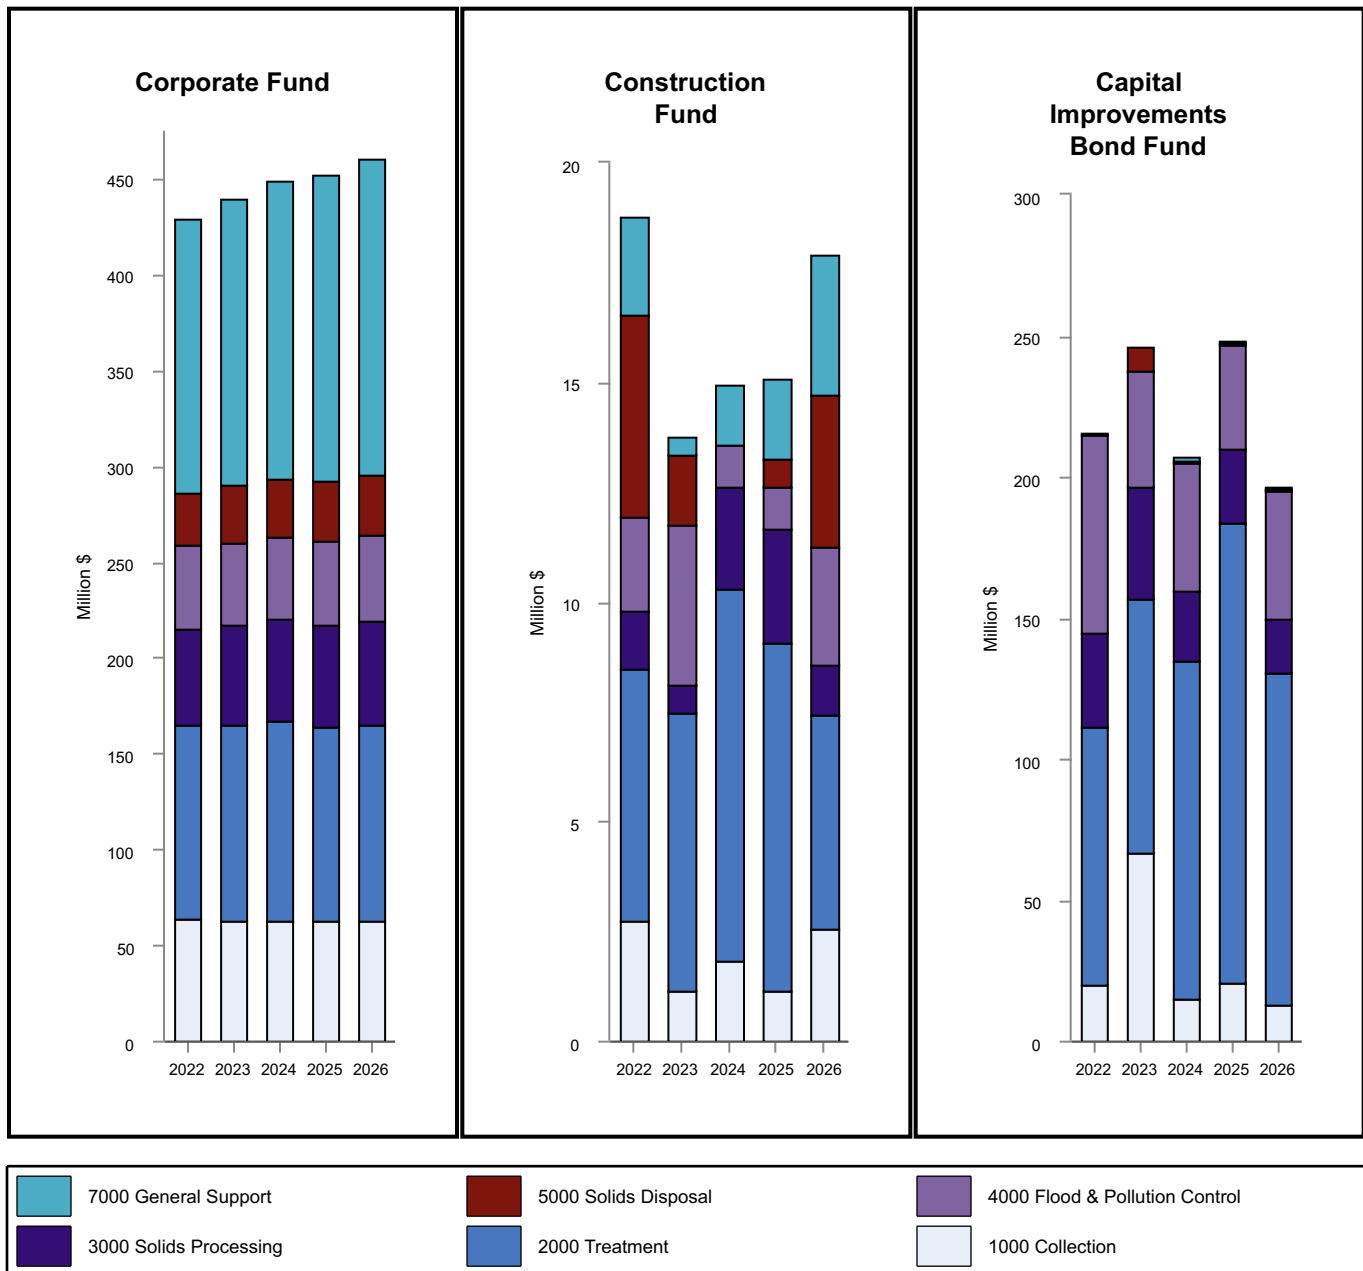 Corporate Fund
450
400
350
300
250
200
150
100
50
0
Million $
2022 2023 2024 2025 2026
Construction
Fund
20
15
10
5
0
Million $
2022 2023 2024 2025 2026
Capital
Improvements
Bond Fund
300
250
200
150
100
50
0
Million $
2022 2023 2024 2025 2026
7000 General Support
5000 Solids Disposal
4000 Flood & Pollution Control
3000 Solids Processing
2000 Treatment
1000 Collection